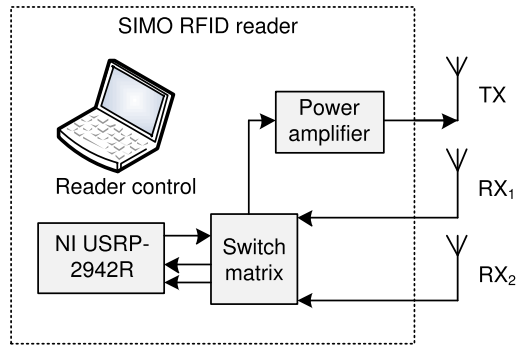 SIMO RFID reader
Power
amplifier
TX
Reader control
RX₁
NI USRP-
2942R
Switch
matrix
RX₂